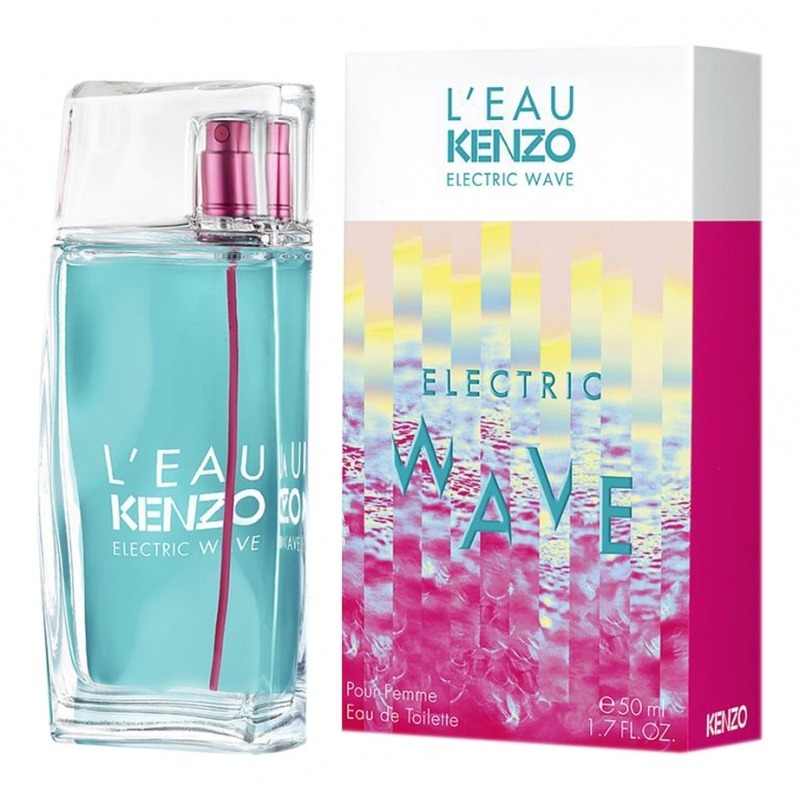 L'EAU
KENZO
ELECTRIC WAVE
L'EAU
KENZO
ELECTRIC WAVE
ELECTRIC
WAVE
Pour Femme
Eau de Toilette
℮50 ml
1.7 FL.OZ.
KENZO